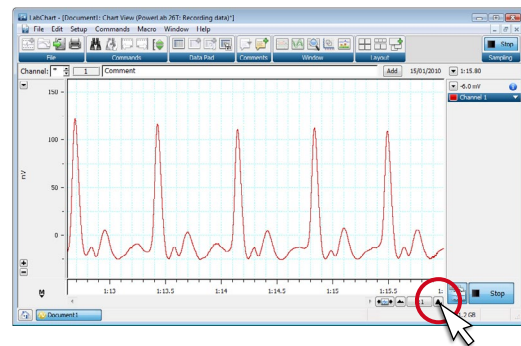 LabChart - [Document1: Chart View (PowerLab 26T: Recording data)*]
File Edit Setup Commands Macro Window Help
Stop
File Commands Data Pad Comments Window Layout Sampling
Channel: * 1 Comment Add 15/01/2010 1:15.80
-6.0 mV
Channel 1
150
100
mV
50
0
M
1:13 1:13.5 1:14 1:14.5 1:15 1:15.5 1:
Stop
Document1